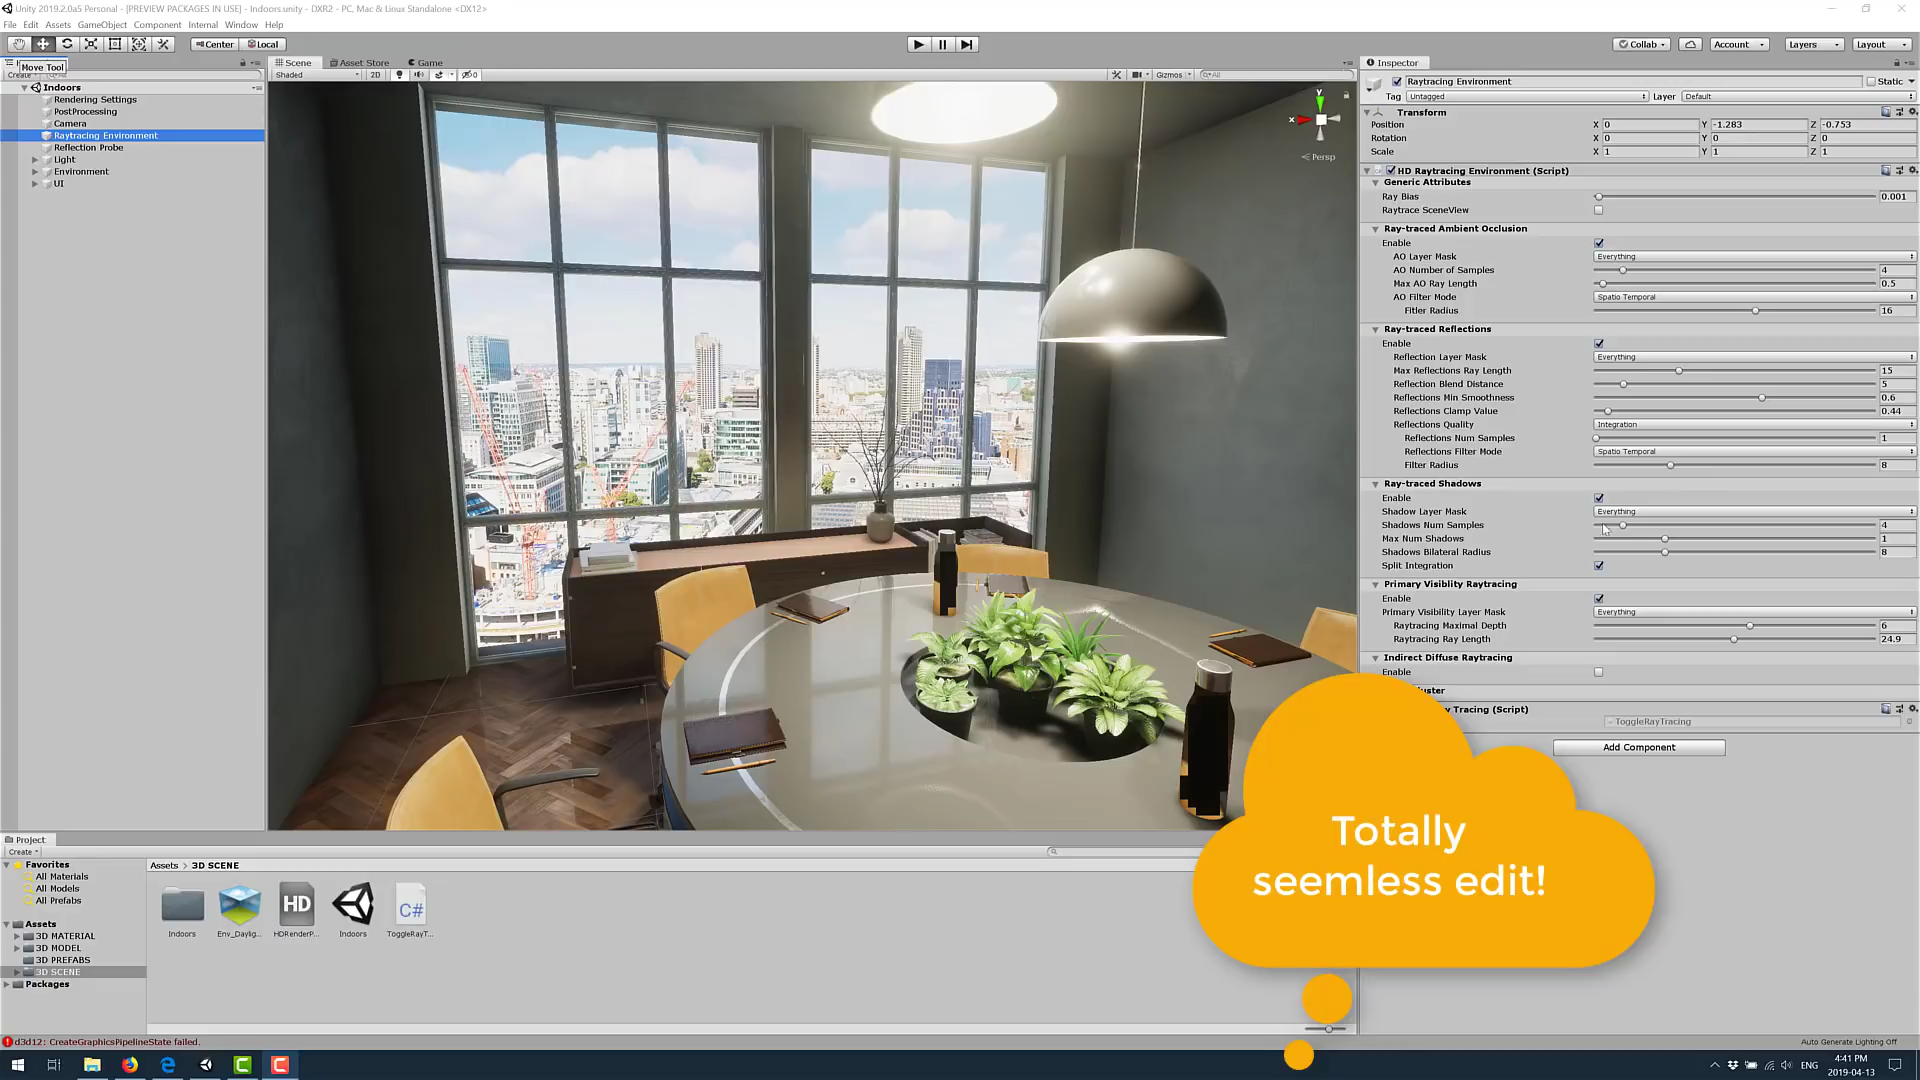 Unity 2019.2.0a5 Personal - [PREVIEW PACKAGES IN USE] - Indoors.unity - DXR2 - PC, Mac & Linux Standalone <DX12>
File Edit Assets GameObject Component Internal Window Help
Center Local
Collab Account Layers Layout
Move Tool
Create
Indoors
Rendering Settings
PostProcessing
Camera
Raytracing Environment
Reflection Probe
Light
Environment
UI
Scene Asset Store Game
Shaded 2D 0 Gizmos All
y
x
Persp
Inspector
Raytracing Environment Static
Tag Untagged Layer Default
Transform
Position X 0 Y -1.283 Z -0.753
Rotation X 0 Y 0 Z 0
Scale X 1 Y 1 Z 1
HD Raytracing Environment (Script)
Generic Attributes
Ray Bias 0.001
Raytrace SceneView
Ray-traced Ambient Occlusion
Enable
AO Layer Mask Everything
AO Number of Samples 4
Max AO Ray Length 0.5
AO Filter Mode Spatio Temporal
Fitler Radius 16
Ray-traced Reflections
Enable
Reflection Layer Mask Everything
Max Reflections Ray Length 15
Reflection Blend Distance 5
Reflections Min Smoothness 0.6
Reflections Clamp Value 0.44
Reflections Quality Integration
Reflections Num Samples 1
Reflections Filter Mode Spatio Temporal
Filter Radius 8
Ray-traced Shadows
Enable
Shadow Layer Mask Everything
Shadows Num Samples 4
Max Num Shadows 1
Shadows Bilateral Radius 8
Split Integration
Primary Visiblity Raytracing
Enable
Primary Visibility Layer Mask Everything
Raytracing Maximal Depth 6
Raytracing Ray Length 24.9
Indirect Diffuse Raytracing
Enable
Tracing (Script)
ToggleRayTracing
Add Component
Totally
seemless edit!
Project
Create
Favorites
All Materials
All Models
All Prefabs
Assets
3D MATERIAL
3D MODEL
3D PREFABS
3D SCENE
Packages
Assets > 3D SCENE
HD C#
Indoors Env_Daylig... HDRenderP... Indoors ToggleRayT...
d3d12: CreateGraphicsPipelineState failed.
Auto Generate Lighting Off
ENG
4:41 PM
2019-04-13